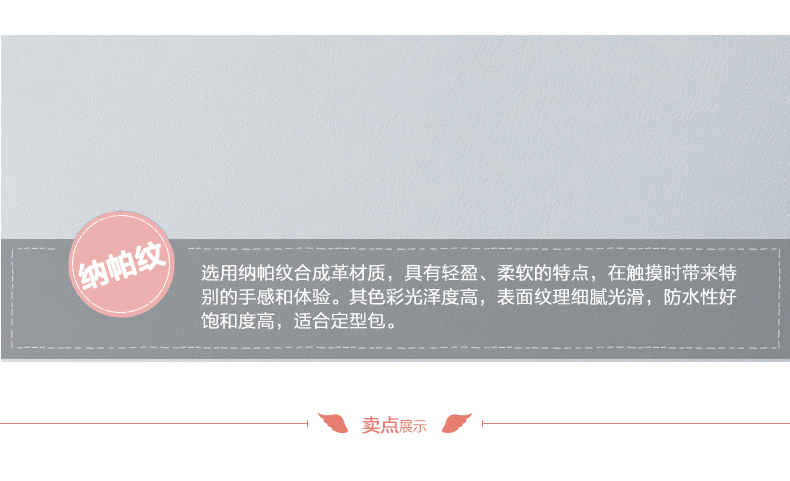 纳帕纹
选用纳帕纹合成革材质，具有轻盈、柔软的特点，在触摸时带来特
别的手感和体验。其色彩光泽度高，表面纹理细腻光滑，防水性好
饱和度高，适合定型包。
卖点展示